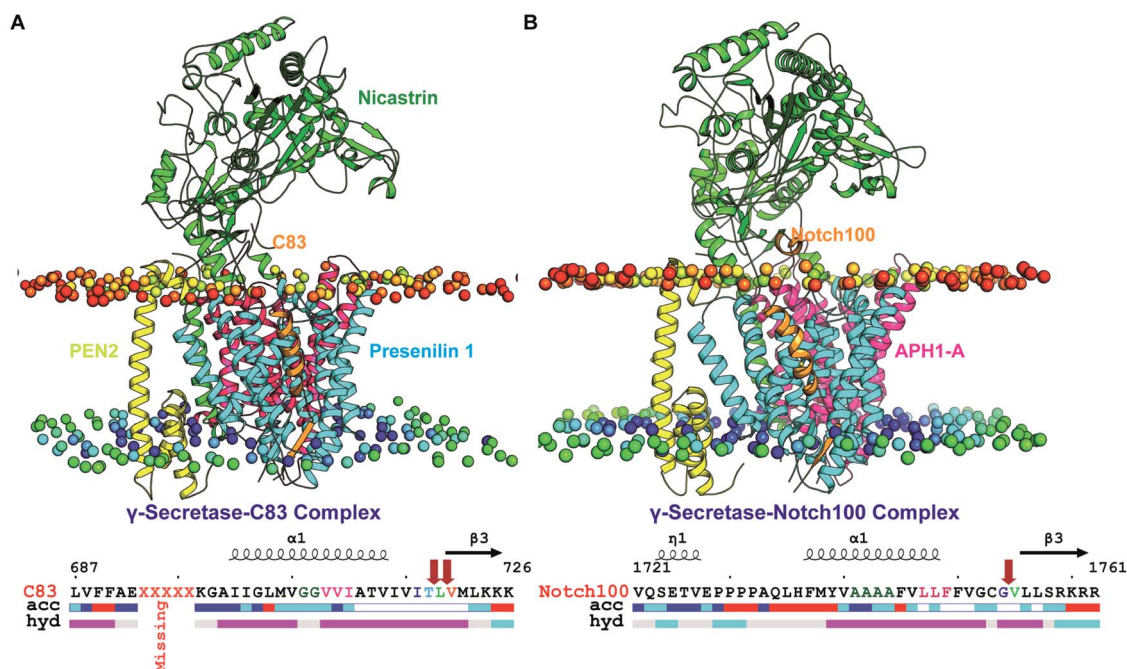 A
B
Nicastrin
C83
Notch100
PEN2
Presenilin 1
APH1-A
γ-Secretase-C83 Complex
γ-Secretase-Notch100 Complex
α1
β3
687
726
C83 LVFFAEXXXXXKGAIIGLMVGGVVIATVIVITLVMLKKK
acc
hyd
Missing
η1
α1
β3
1721
1761
Notch100 VQSETVEPPPPAQLHFMYVAAAAFVLLFFVGCGVLLSRKRR
acc
hyd